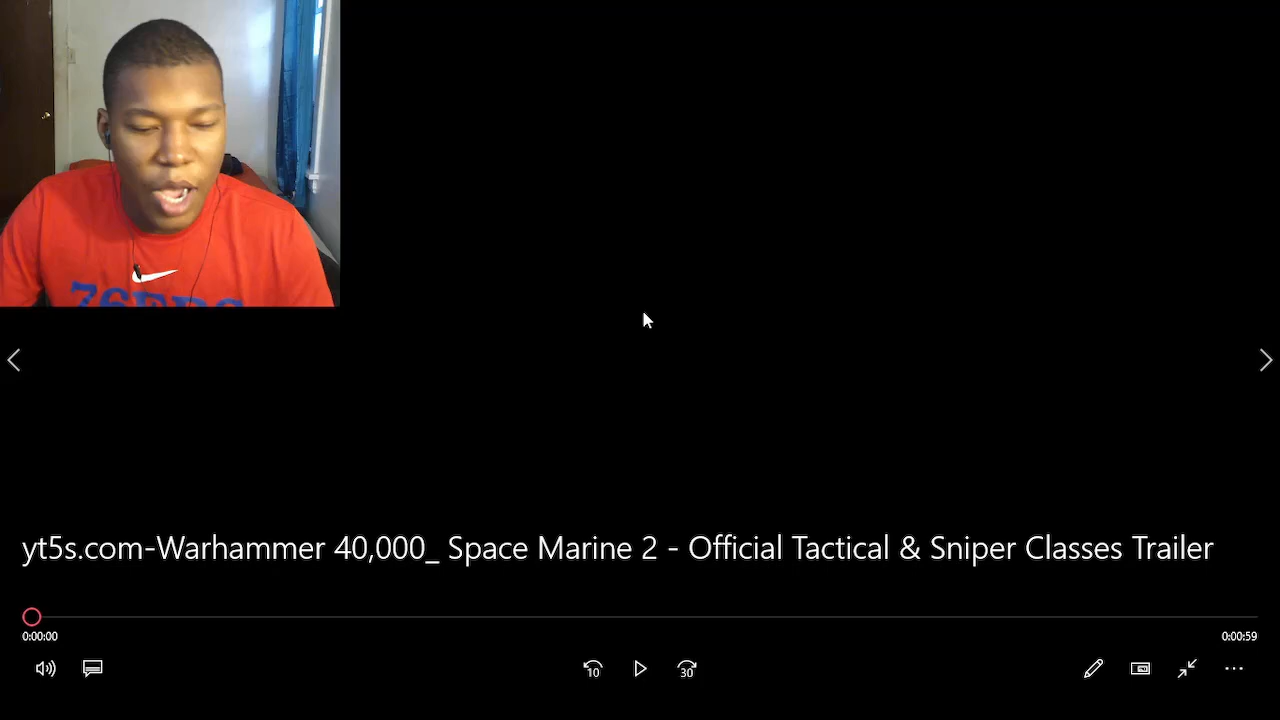 76ERS
yt5s.com-Warhammer 40,000_ Space Marine 2 - Official Tactical & Sniper Classes Trailer
0:00:00
0:00:59
10
30